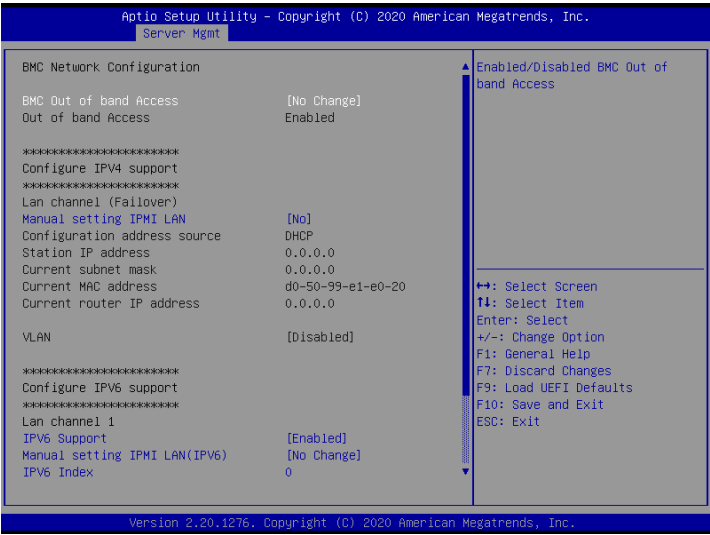 Aptio Setup Utility – Copyright (C) 2020 American Megatrends, Inc.
Server Mgmt
BMC Network Configuration
BMC Out of band Access [No Change]
Out of band Access Enabled
**********************
Configure IPV4 support
**********************
Lan channel (Failover)
Manual setting IPMI LAN [No]
Configuration address source DHCP
Station IP address 0.0.0.0
Current subnet mask 0.0.0.0
Current MAC address d0-50-99-e1-e0-20
Current router IP address 0.0.0.0
VLAN [Disabled]
**********************
Configure IPV6 support
**********************
Lan channel 1
IPV6 Support [Enabled]
Manual setting IPMI LAN(IPV6) [No Change]
IPV6 Index 0
Enabled/Disabled BMC Out of
band Access
↔: Select Screen
↑↓: Select Item
Enter: Select
+/-: Change Option
F1: General Help
F7: Discard Changes
F9: Load UEFI Defaults
F10: Save and Exit
ESC: Exit
Version 2.20.1276. Copyright (C) 2020 American Megatrends, Inc.